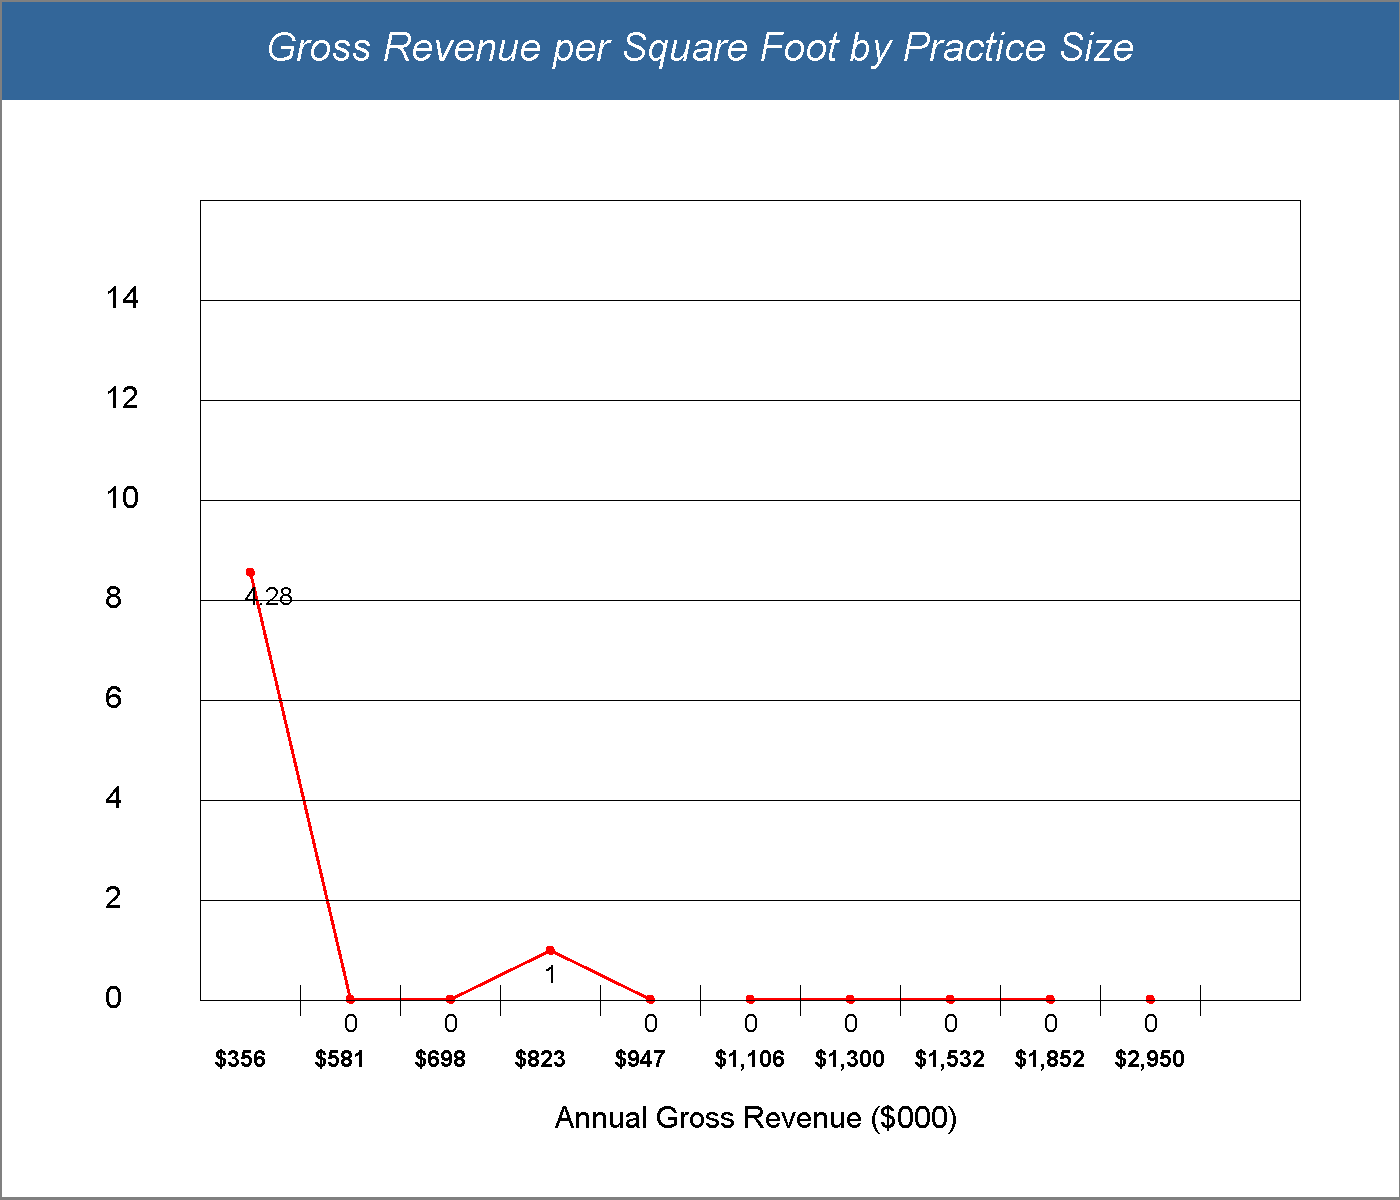 Gross Revenue per Square Foot by Practice Size
14
12
10
8
4.28
6
4
2
1
0
0 0 0 0 0 0 0 0
$356 $581 $698 $823 $947 $1,106 $1,300 $1,532 $1,852 $2,950
Annual Gross Revenue ($000)